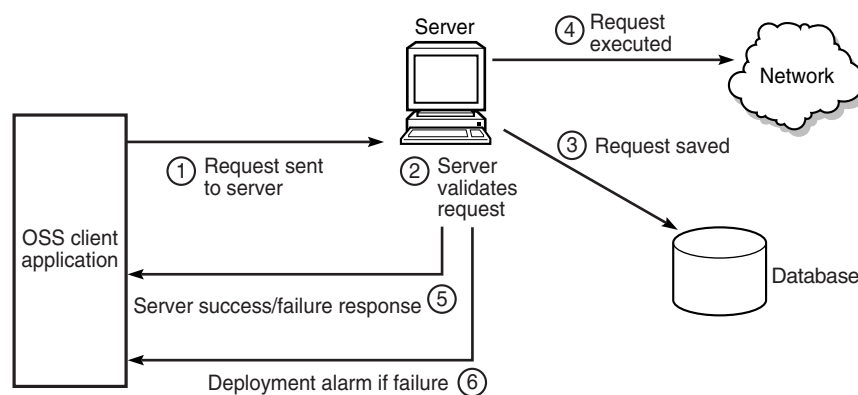 Server
4 Request
executed
Network
1 Request sent
to server
2 Server
validates
request
3 Request saved
OSS client
application
Database
Server success/failure response 5
Deployment alarm if failure 6